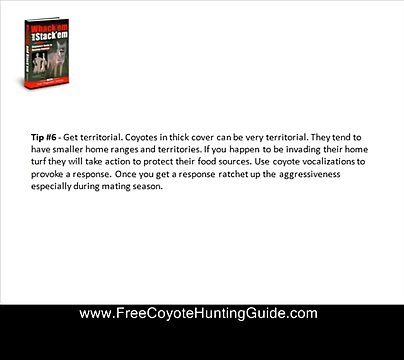 Whack'em
and Stack'em
Tip #6 - Get territorial. Coyotes in thick cover can be very territorial. They tend to
have smaller home ranges and territories. If you happen to be invading their home
turf they will take action to protect their food sources. Use coyote vocalizations to
provoke a response. Once you get a response ratchet up the aggressiveness
especially during mating season.
www.FreeCoyoteHuntingGuide.com